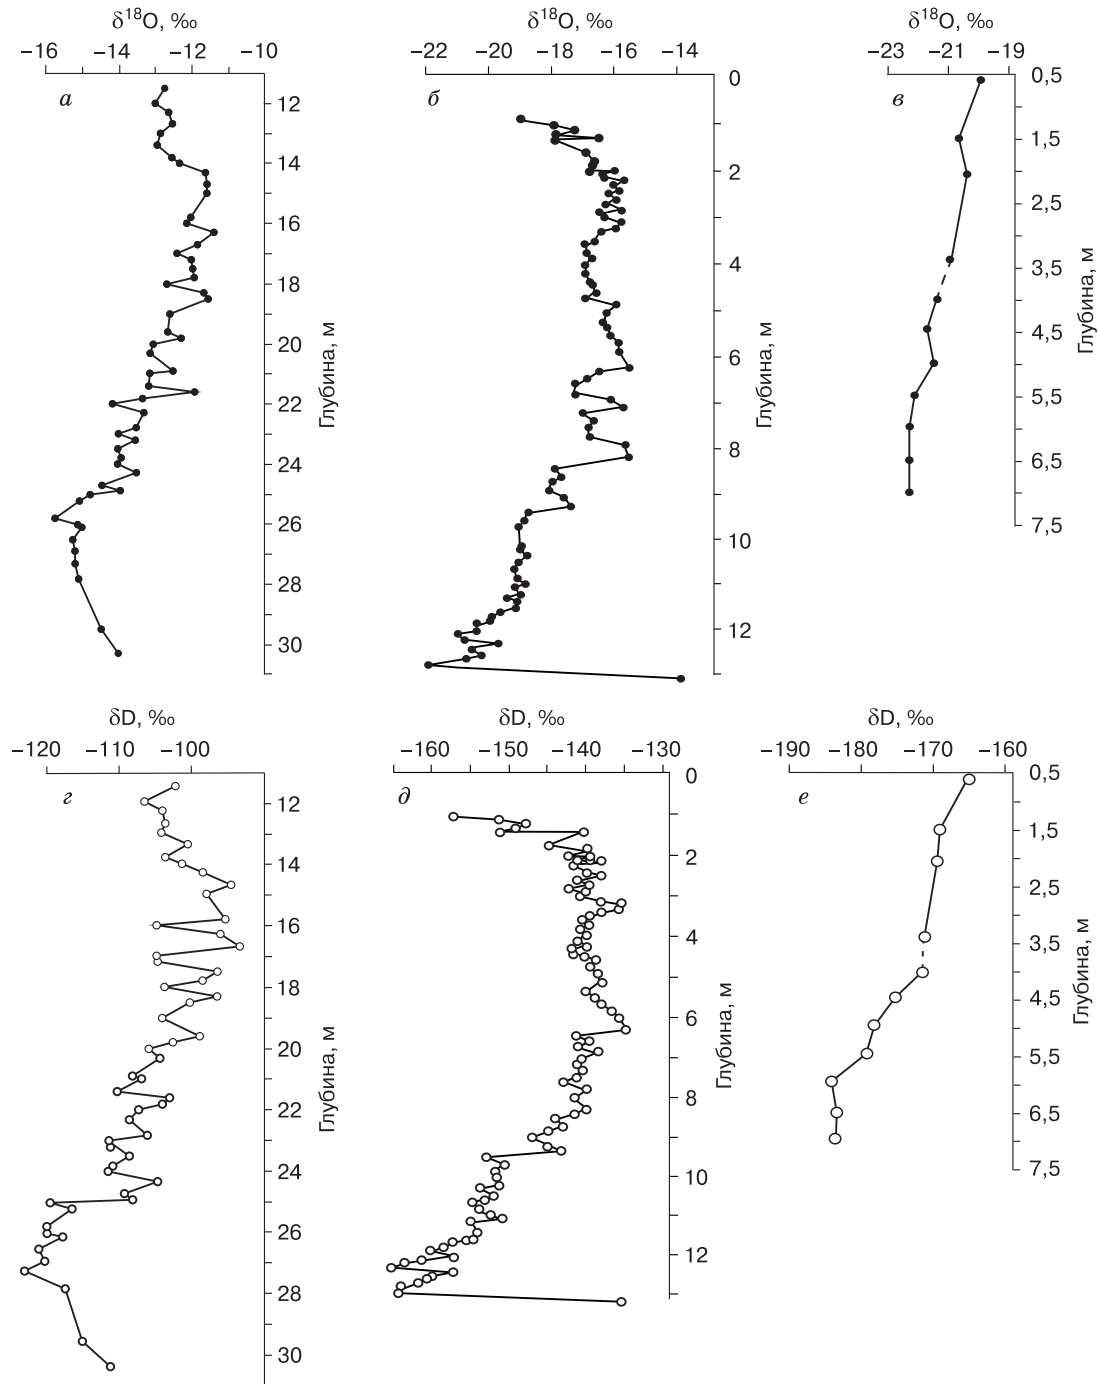 δ¹⁸O, ‰
−16 −14 −12 −10
а
12
14
16
18
20
22
24
26
28
30
Глубина, м
δ¹⁸O, ‰
−22 −20 −18 −16 −14
б
0
2
4
6
8
10
12
Глубина, м
δ¹⁸O, ‰
−23 −21 −19
в
0,5
1,5
2,5
3,5
4,5
5,5
6,5
7,5
Глубина, м
δD, ‰
−120 −110 −100
г
12
14
16
18
20
22
24
26
28
30
Глубина, м
δD, ‰
−160 −150 −140 −130
д
0
2
4
6
8
10
12
Глубина, м
δD, ‰
−190 −180 −170 −160
е
0,5
1,5
2,5
3,5
4,5
5,5
6,5
7,5
Глубина, м